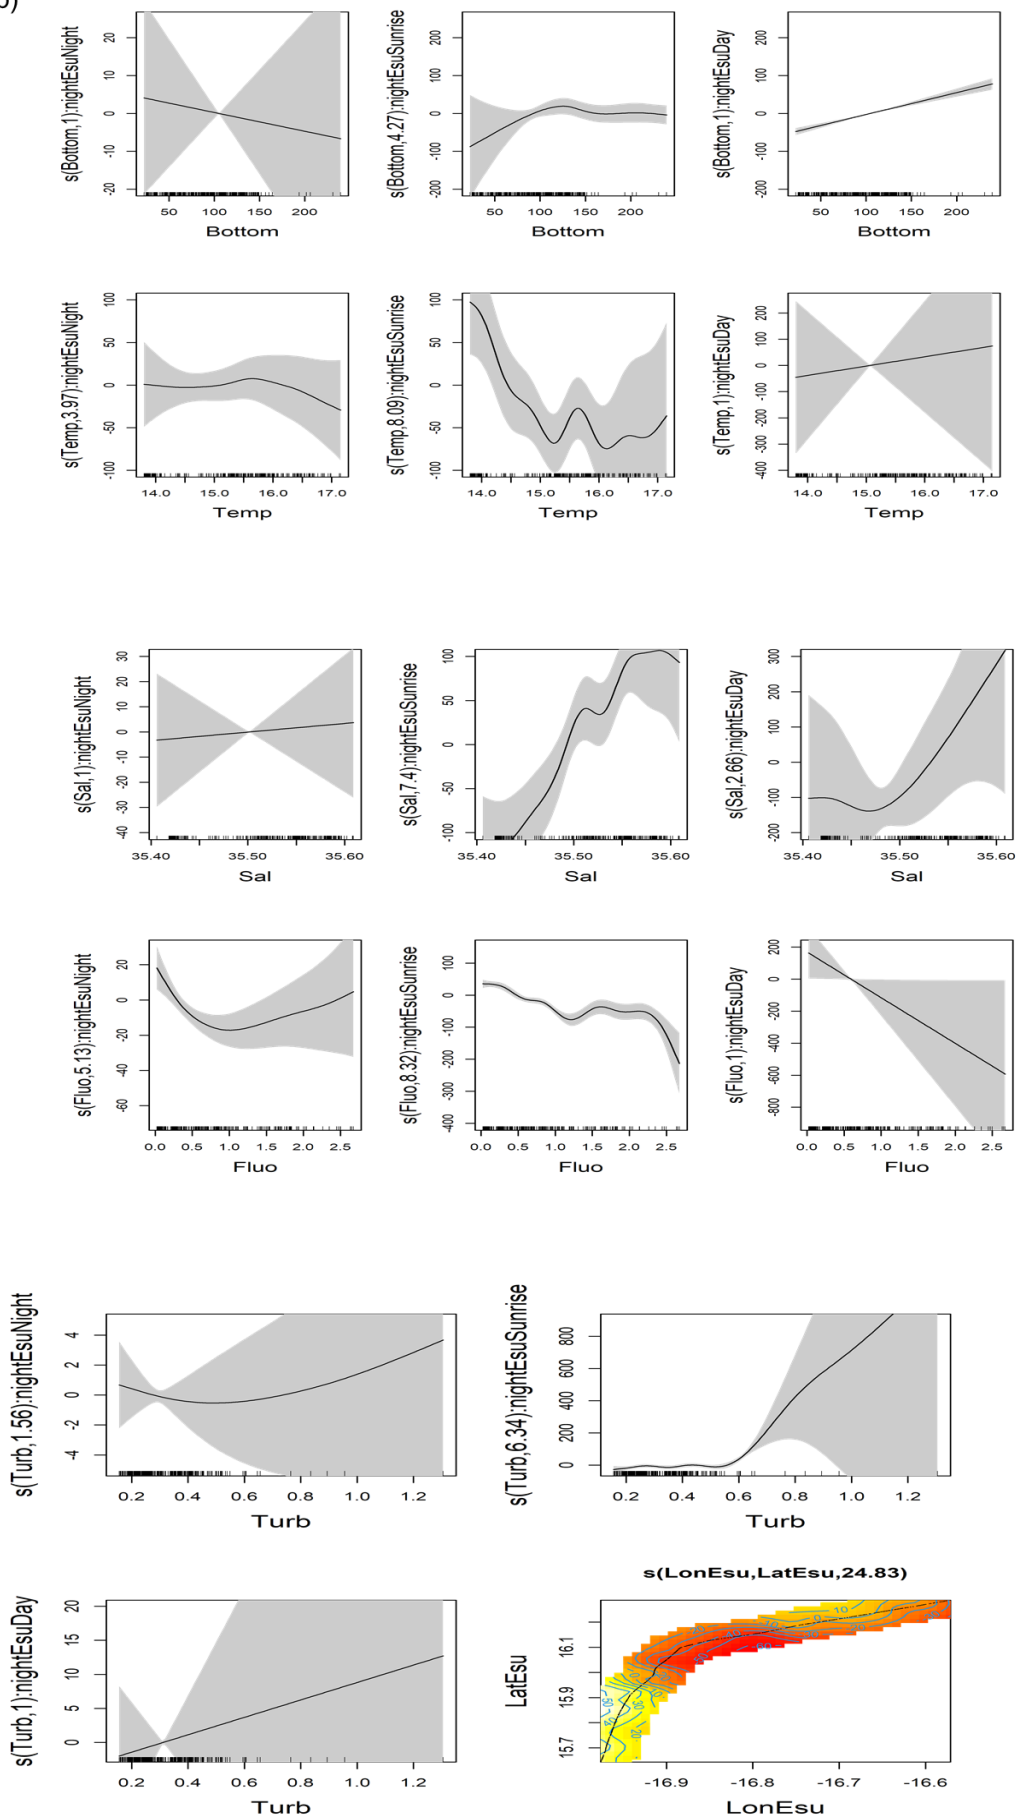 b)
s(Bottom,1):nightEsuNight
20
10
0
-10
20
50 100 150 200
Bottom
s(Bottom,4.27):nightEsuSunrise
200
100
0
-100
-200
50 100 150 200
Bottom
s(Bottom,1):nightEsuDay
200
100
0
-100
-200
50 100 150 200
Bottom
s(Temp,3.97):nightEsuNight
100
50
0
-50
-100
14.0 15.0 16.0 17.0
Temp
s(Temp,8.09):nightEsuSunrise
100
50
0
-50
-100
14.0 15.0 16.0 17.0
Temp
s(Temp,1):nightEsuDay
200
100
0
-100
-200
-300
-400
14.0 15.0 16.0 17.0
Temp
s(Sal,1):nightEsuNight
30
20
10
0
-10
-20
-30
-40
35.40 35.50 35.60
Sal
s(Sal,7.4):nightEsuSunrise
100
50
0
-50
-100
35.40 35.50 35.60
Sal
s(Sal,2.66):nightEsuDay
300
200
100
0
-100
-200
35.40 35.50 35.60
Sal
s(Fluo,5.13):nightEsuNight
20
0
-20
-40
-60
0.0 0.5 1.0 1.5 2.0 2.5
Fluo
s(Fluo,8.32):nightEsuSunrise
100
0
-100
-200
-300
-400
0.0 0.5 1.0 1.5 2.0 2.5
Fluo
s(Fluo,1):nightEsuDay
200
0
-200
-400
-600
-800
0.0 0.5 1.0 1.5 2.0 2.5
Fluo
s(Turb,1.56):nightEsuNight
4
2
0
-2
4
0.2 0.4 0.6 0.8 1.0 1.2
Turb
s(Turb,6.34):nightEsuSunrise
800
600
400
200
0
0.2 0.4 0.6 0.8 1.0 1.2
Turb
s(Turb,1):nightEsuDay
20
15
10
5
0
0.2 0.4 0.6 0.8 1.0 1.2
Turb
s(LonEsu,LatEsu,24.83)
LatEsu
16.1
15.9
15.7
10
30
20
-16.9 -16.8 -16.7 -16.6
LonEsu